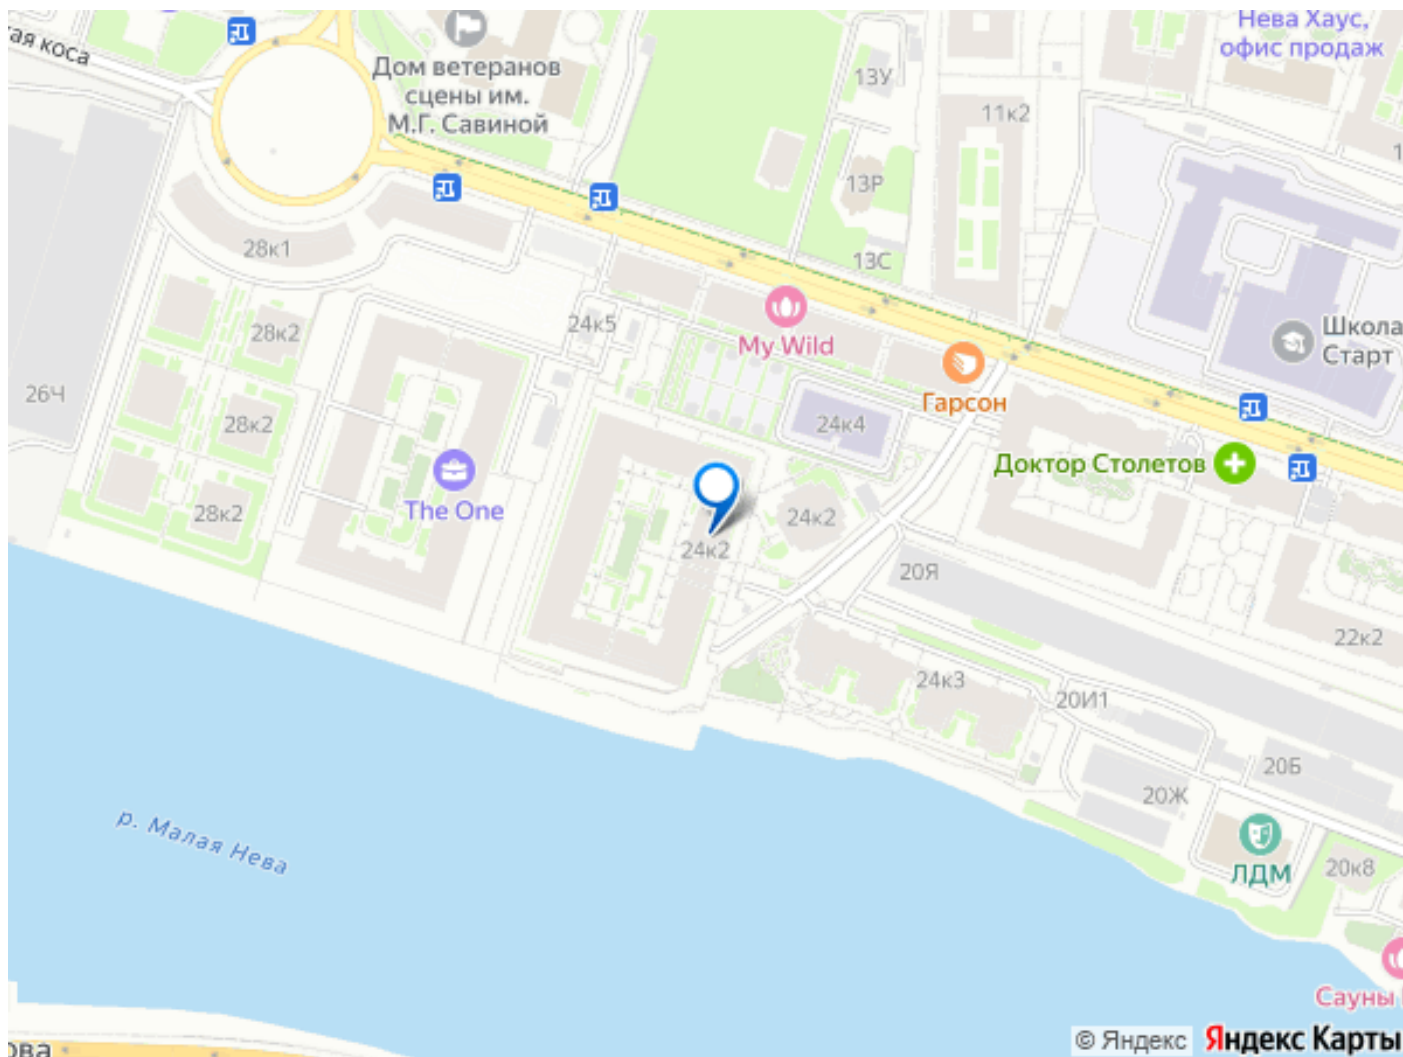 Нева Хаус,
офис продаж
ая коса
Дом ветеранов
сцены им.
М.Г. Савиной
13У
11к2
13Р
13С
28к1
24к5
28к2
My Wild
Школа
Старт
26Ч
Гарсон
28к2
24к4
Доктор Столетов
The One
28к2
24к2
24к2
20Я
22к2
24к3
20И1
20Б
20Ж
р. Малая Нева
ЛДМ
20к8
Сауны
© Яндекс
Яндекс Карты
ова